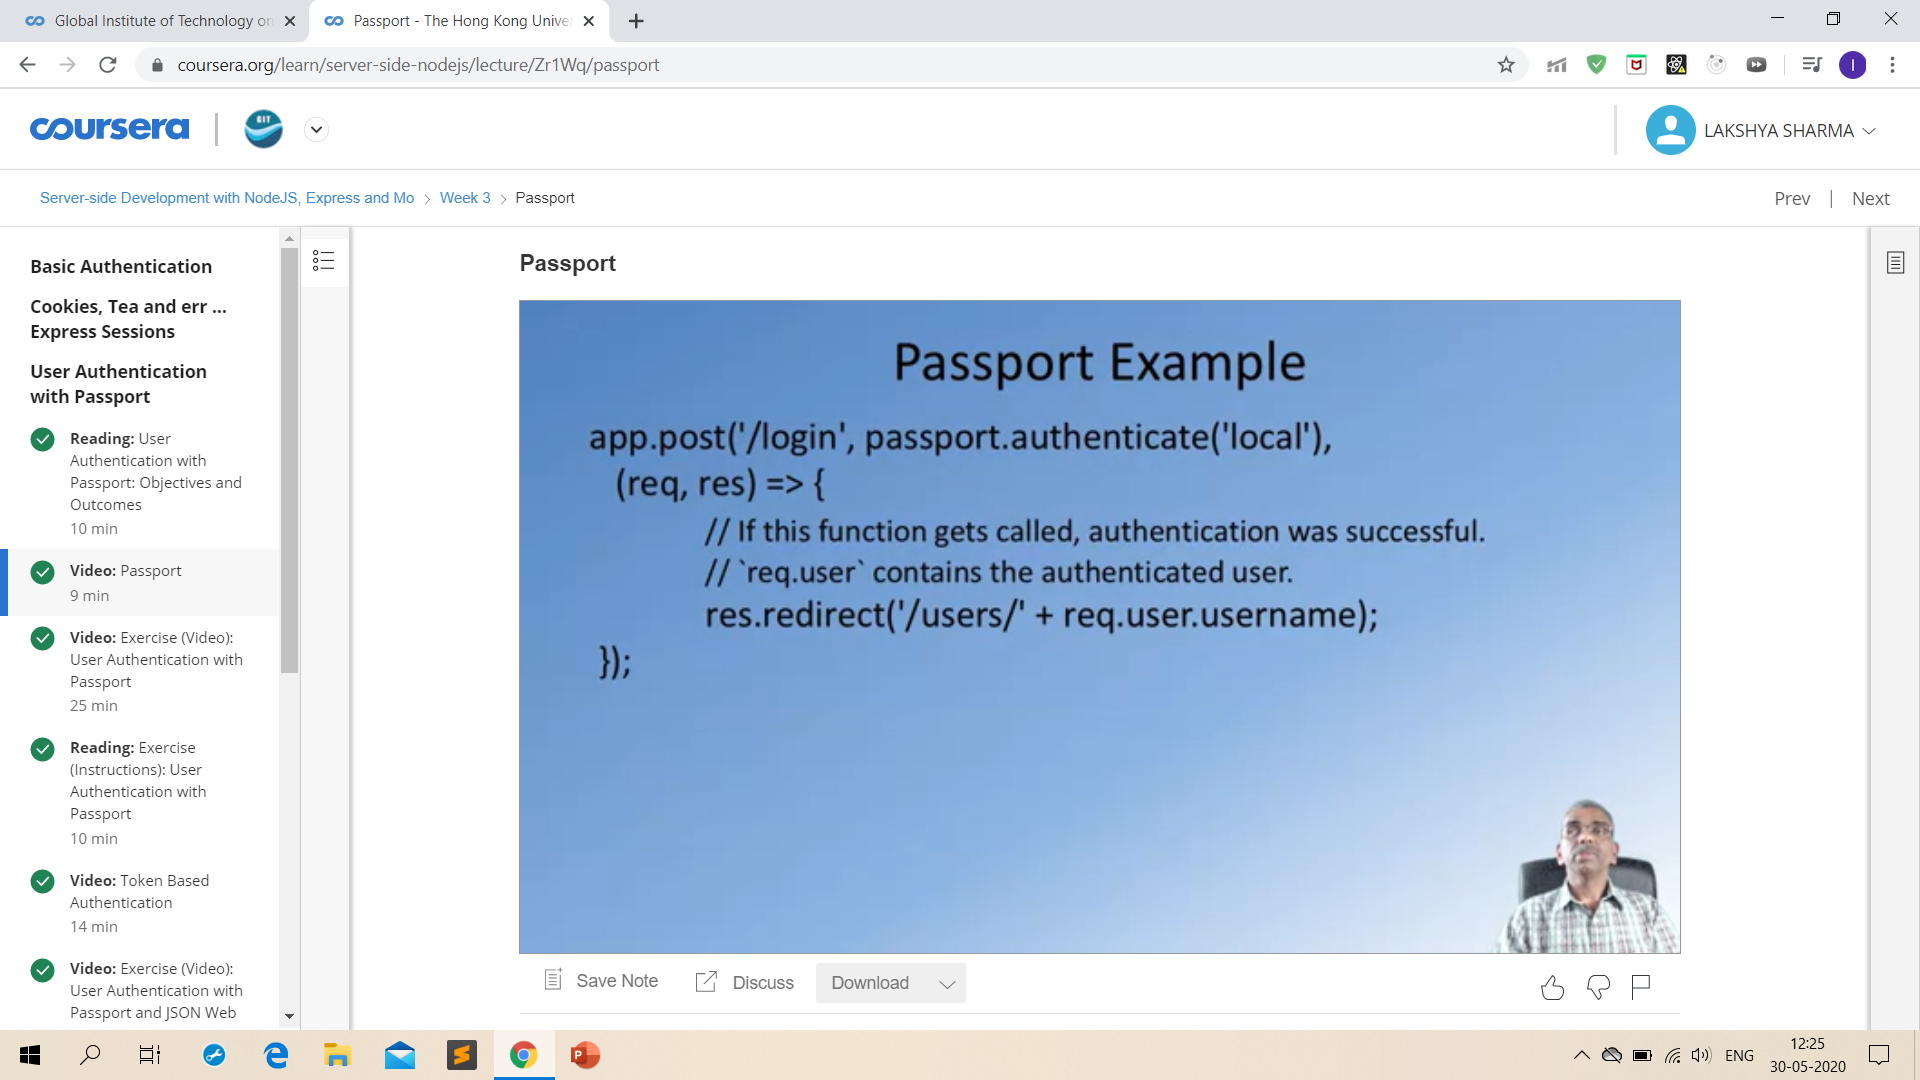 Global Institute of Technology on
Passport - The Hong Kong Unive
coursera.org/learn/server-side-nodejs/lecture/Zr1Wq/passport
I
coursera
GIT
LAKSHYA SHARMA
Server-side Development with NodeJS, Express and Mo > Week 3 > Passport
Prev | Next
Basic Authentication
Cookies, Tea and err ...
Express Sessions
User Authentication
with Passport
Reading: User
Authentication with
Passport: Objectives and
Outcomes
10 min
Video: Passport
9 min
Video: Exercise (Video):
User Authentication with
Passport
25 min
Reading: Exercise
(Instructions): User
Authentication with
Passport
10 min
Video: Token Based
Authentication
14 min
Video: Exercise (Video):
User Authentication with
Passport and JSON Web
Passport
Passport Example
app.post('/login', passport.authenticate('local'),
(req, res) => {
// If this function gets called, authentication was successful.
// `req.user` contains the authenticated user.
res.redirect('/users/' + req.user.username);
});
Save Note
Discuss
Download
ENG
12:25
30-05-2020